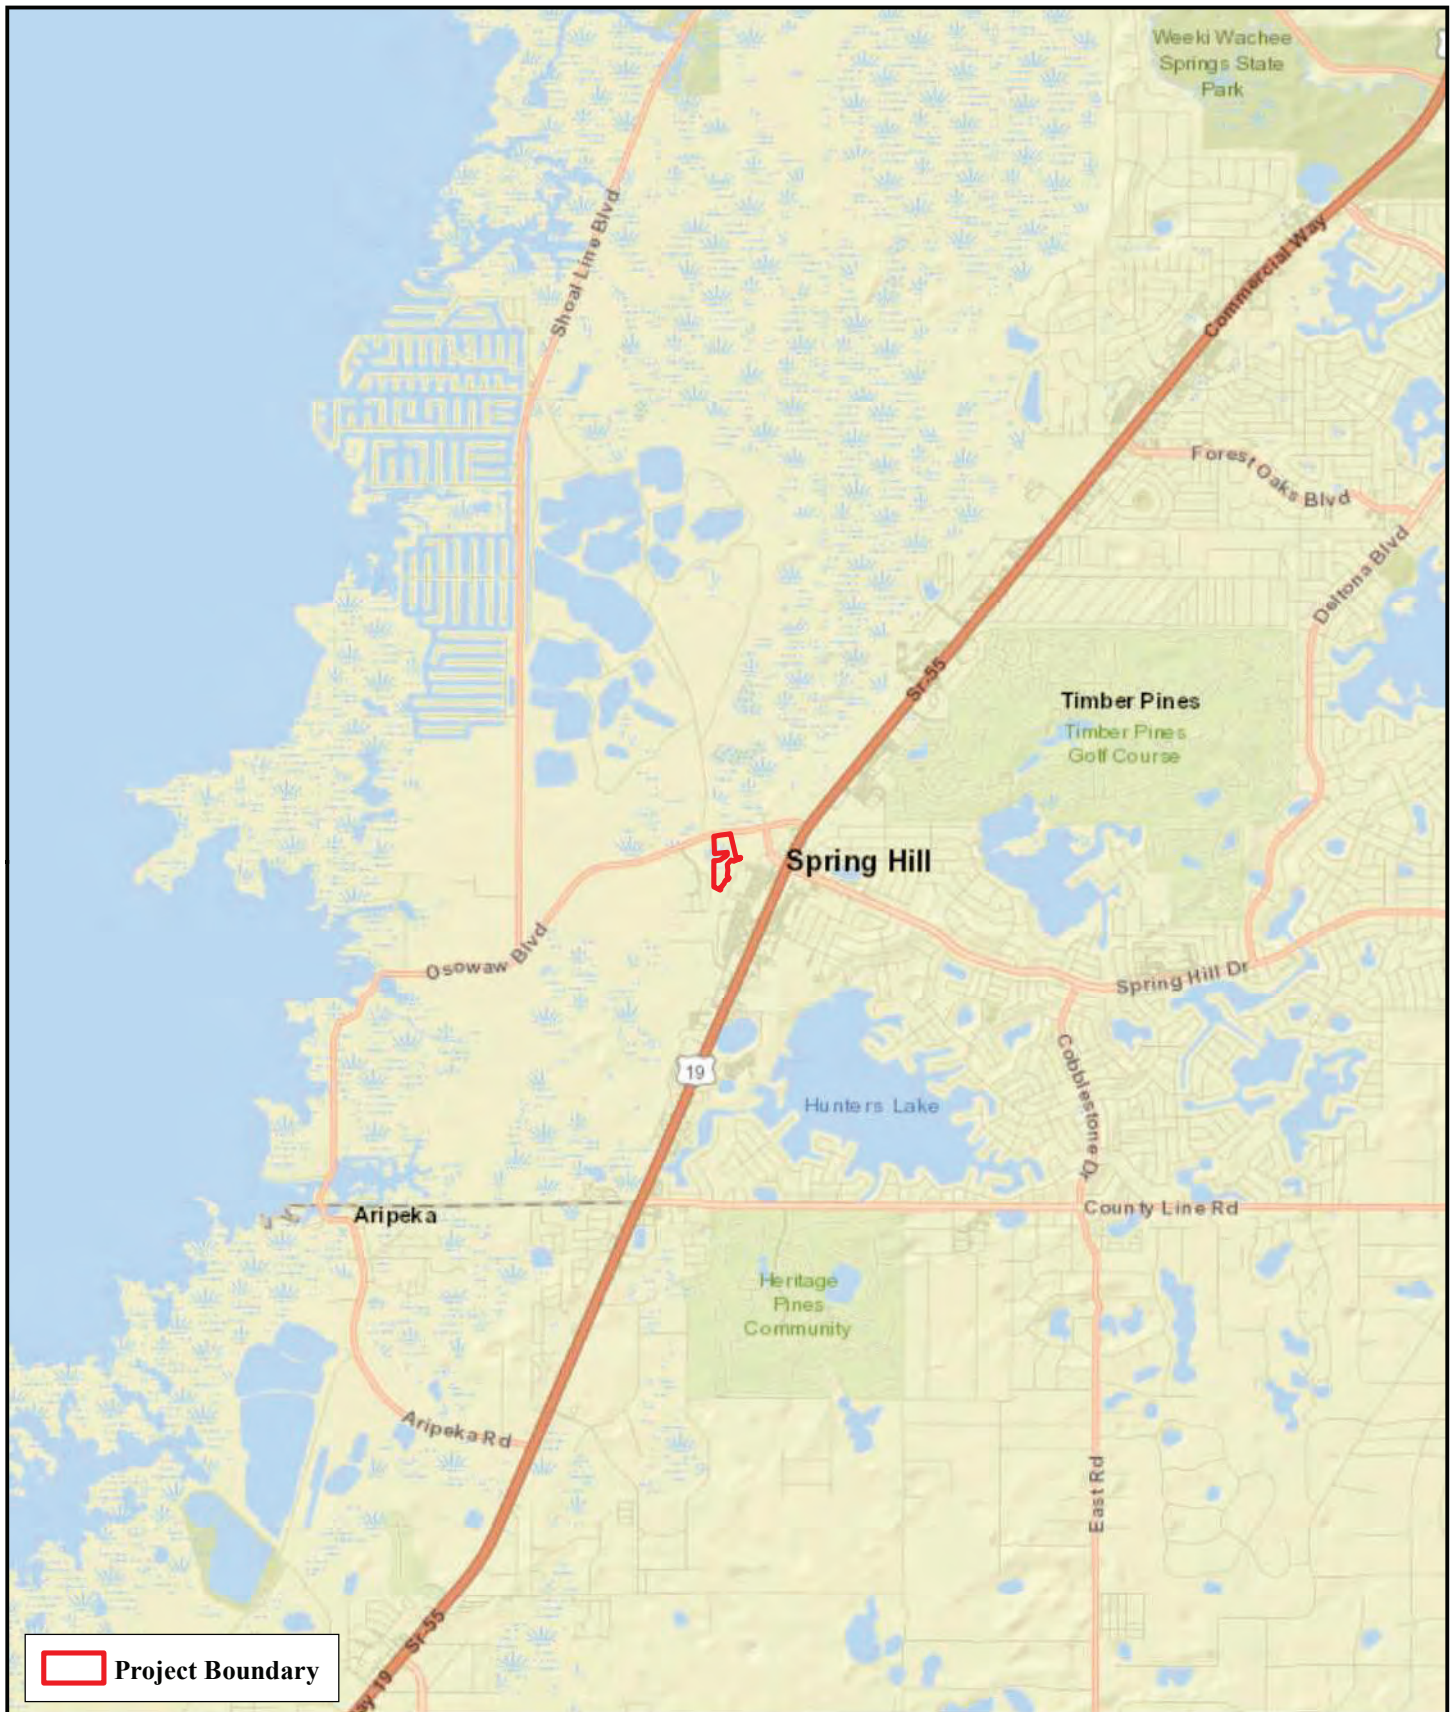 Weeki Wachee
Springs State
Park
Shoal Line Blvd
Commercial Way
Forest Oaks Blvd
Deltona Blvd
Sr-55
Timber Pines
Timber Pines
Golf Course
Spring Hill
Osowaw Blvd
Spring Hill Dr
19
Cobblestone Dr
Hunters Lake
Aripeka
County Line Rd
Heritage
Pines
Community
Aripeka Rd
East Rd
Sr-55
ay 19
Project Boundary